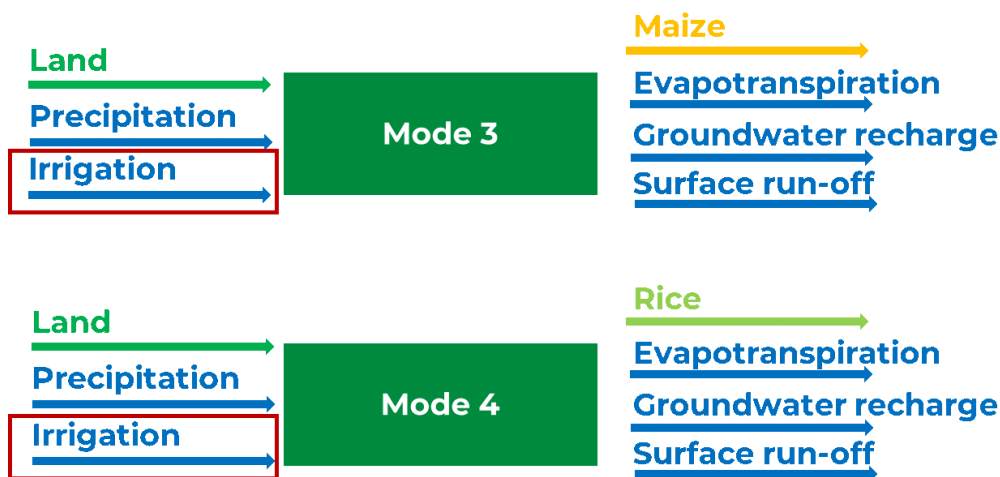 Maize
Land
Evapotranspiration
Precipitation
Mode 3
Groundwater recharge
Irrigation
Surface run-off
Rice
Land
Evapotranspiration
Precipitation
Mode 4
Groundwater recharge
Irrigation
Surface run-off